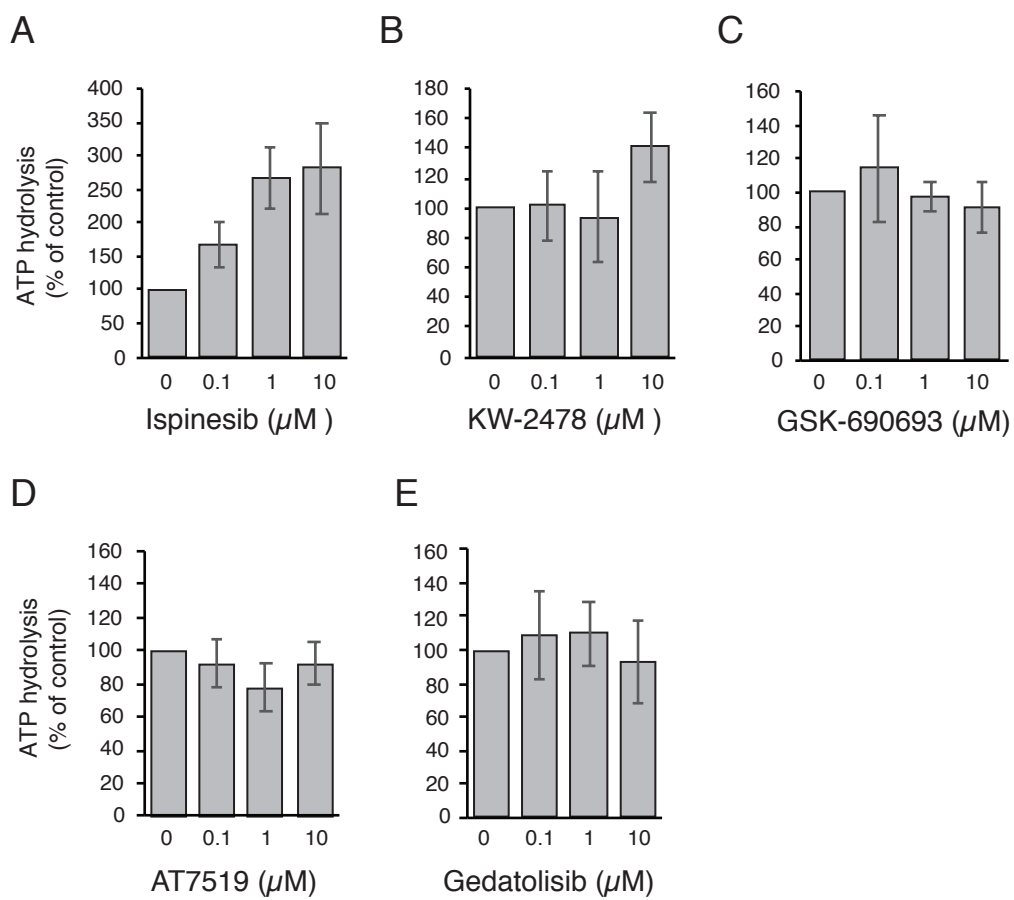 A
B
C
ATP hydrolysis
(% of control)
400
350
300
250
200
150
100
50
0
0 0.1 1 10
Ispinesib (µM )
180
160
140
120
100
80
60
40
20
0
0 0.1 1 10
KW-2478 (µM )
160
140
120
100
80
60
40
20
0
0 0.1 1 10
GSK-690693 (µM)
D
E
ATP hydrolysis
(% of control)
160
140
120
100
80
60
40
20
0
0 0.1 1 10
AT7519 (µM)
160
140
120
100
80
60
40
20
0
0 0.1 1 10
Gedatolisib (µM)